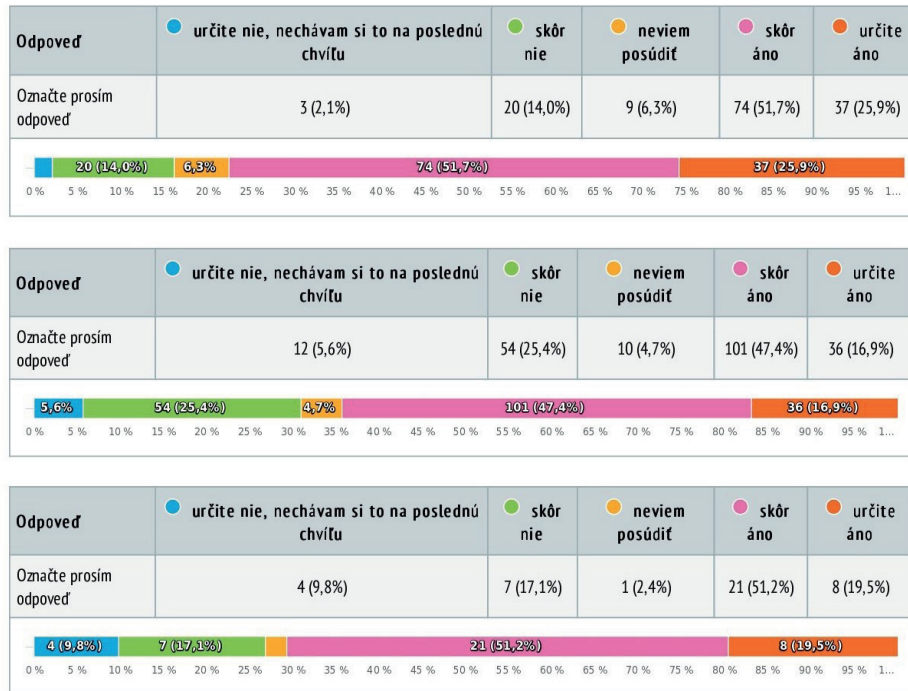 Odpoveď
určite nie, nechávam si to na poslednú
chvíľu
skôr
nie
neviem
posúdiť
skôr
áno
určite
áno
Označte prosím
odpoveď
3 (2,1%)
20 (14,0%)
9 (6,3%)
74 (51,7%)
37 (25,9%)
20 (14,0%) 6,3% 74 (51,7%) 37 (25,9%)
0 % 5 % 10 % 15 % 20 % 25 % 30 % 35 % 40 % 45 % 50 % 55 % 60 % 65 % 70 % 75 % 80 % 85 % 90 % 95 % 1...
Odpoveď
určite nie, nechávam si to na poslednú
chvíľu
skôr
nie
neviem
posúdiť
skôr
áno
určite
áno
Označte prosím
odpoveď
12 (5,6%)
54 (25,4%)
10 (4,7%)
101 (47,4%)
36 (16,9%)
5,6% 54 (25,4%) 4,7% 101 (47,4%) 36 (16,9%)
0 % 5 % 10 % 15 % 20 % 25 % 30 % 35 % 40 % 45 % 50 % 55 % 60 % 65 % 70 % 75 % 80 % 85 % 90 % 95 % 1...
Odpoveď
určite nie, nechávam si to na poslednú
chvíľu
skôr
nie
neviem
posúdiť
skôr
áno
určite
áno
Označte prosím
odpoveď
4 (9,8%)
7 (17,1%)
1 (2,4%)
21 (51,2%)
8 (19,5%)
4 (9,8%) 7 (17,1%) 21 (51,2%) 8 (19,5%)
0 % 5 % 10 % 15 % 20 % 25 % 30 % 35 % 40 % 45 % 50 % 55 % 60 % 65 % 70 % 75 % 80 % 85 % 90 % 95 % 1...